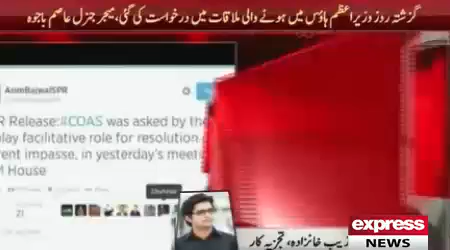 گزشتہ روز وزیراعظم ہاؤس میں ہونے والی ملاقات میں درخواست کی گئی، میجر جنرل عاصم باجوہ
AsimBajwaISPR
R Release:#COAS was asked by the
lay facilitative role for resolution
rent impasse, in yesterday's meet
M House
21
زیب خانزادہ، تجزیہ کار
express
NEWS